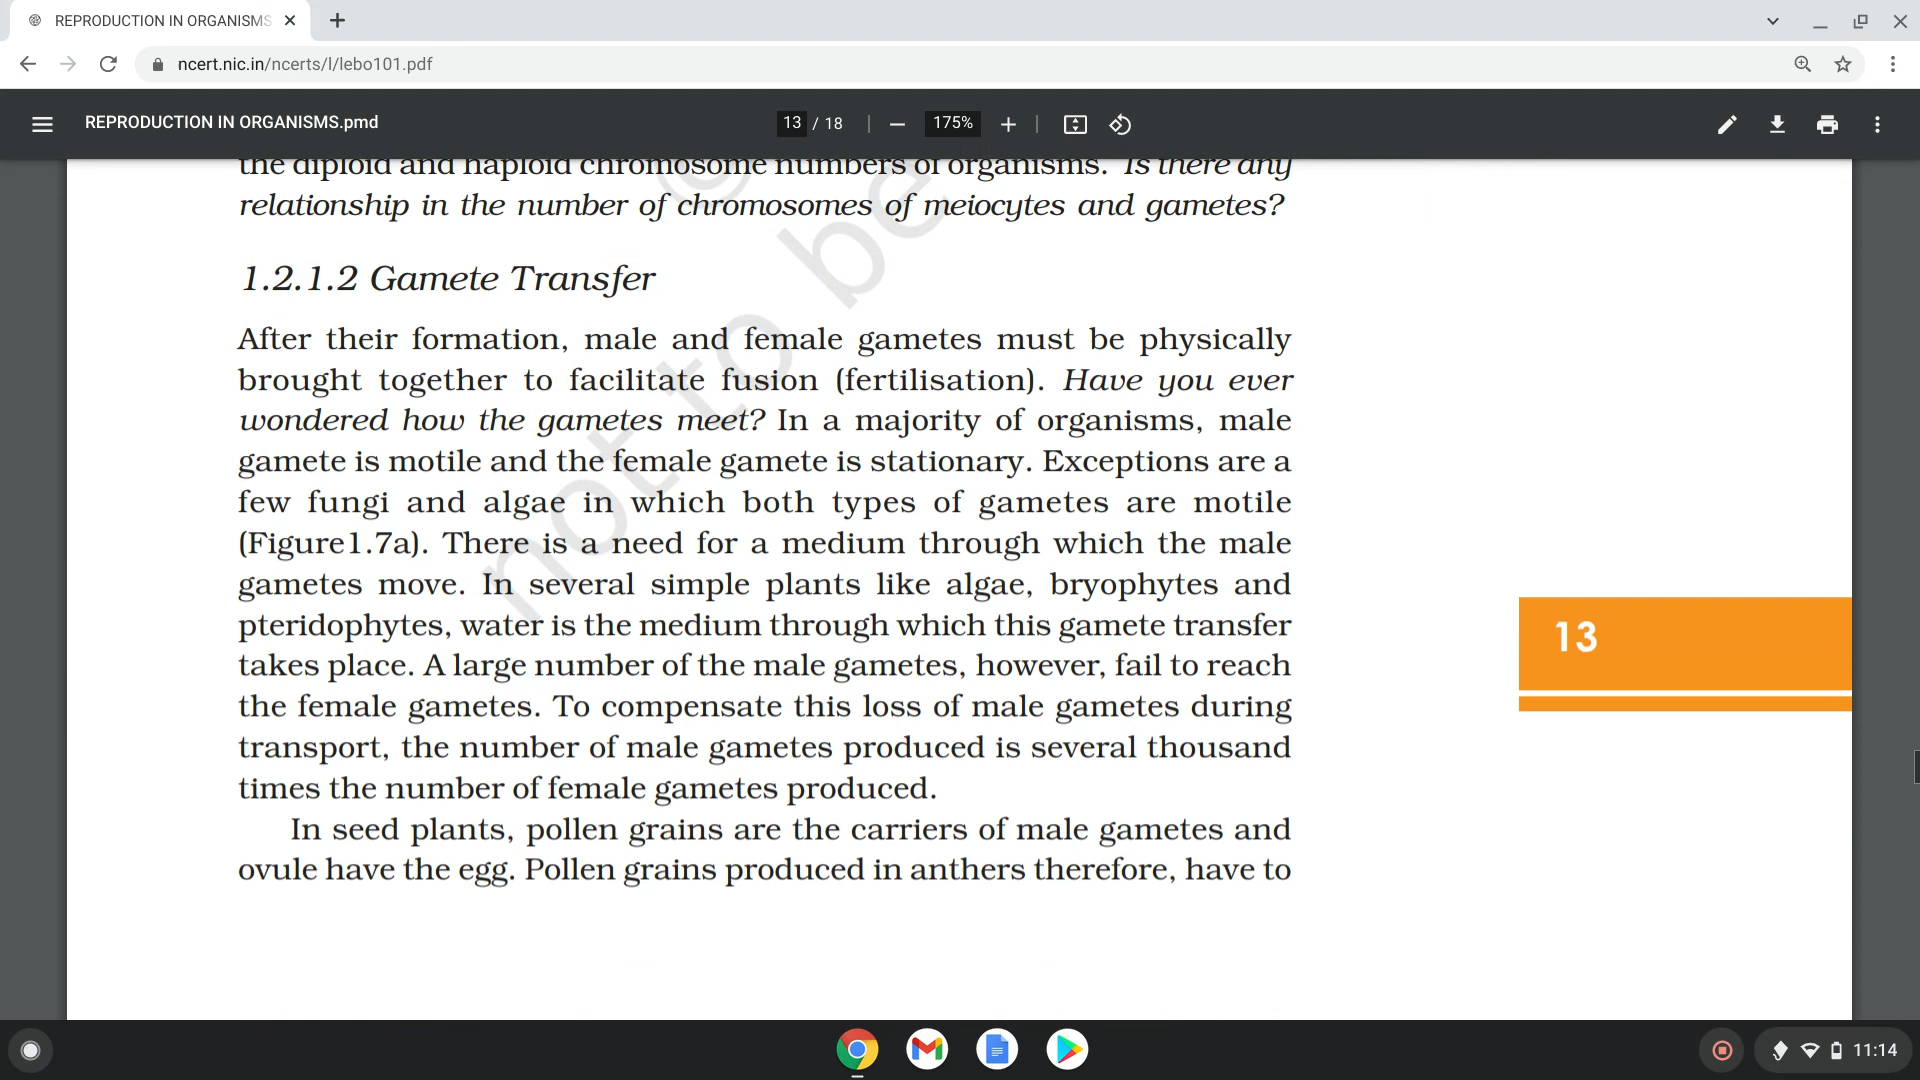 REPRODUCTION IN ORGANISMS
ncert.nic.in/ncerts/l/lebo101.pdf
REPRODUCTION IN ORGANISMS.pmd
13 / 18
175%
the diploid and haploid chromosome numbers of organisms. Is there any
relationship in the number of chromosomes of meiocytes and gametes?
1.2.1.2 Gamete Transfer
After their formation, male and female gametes must be physically
brought together to facilitate fusion (fertilisation). Have you ever
wondered how the gametes meet? In a majority of organisms, male
gamete is motile and the female gamete is stationary. Exceptions are a
few fungi and algae in which both types of gametes are motile
(Figure1.7a). There is a need for a medium through which the male
gametes move. In several simple plants like algae, bryophytes and
pteridophytes, water is the medium through which this gamete transfer
takes place. A large number of the male gametes, however, fail to reach
the female gametes. To compensate this loss of male gametes during
transport, the number of male gametes produced is several thousand
times the number of female gametes produced.
In seed plants, pollen grains are the carriers of male gametes and
ovule have the egg. Pollen grains produced in anthers therefore, have to
13
© not to be
11:14